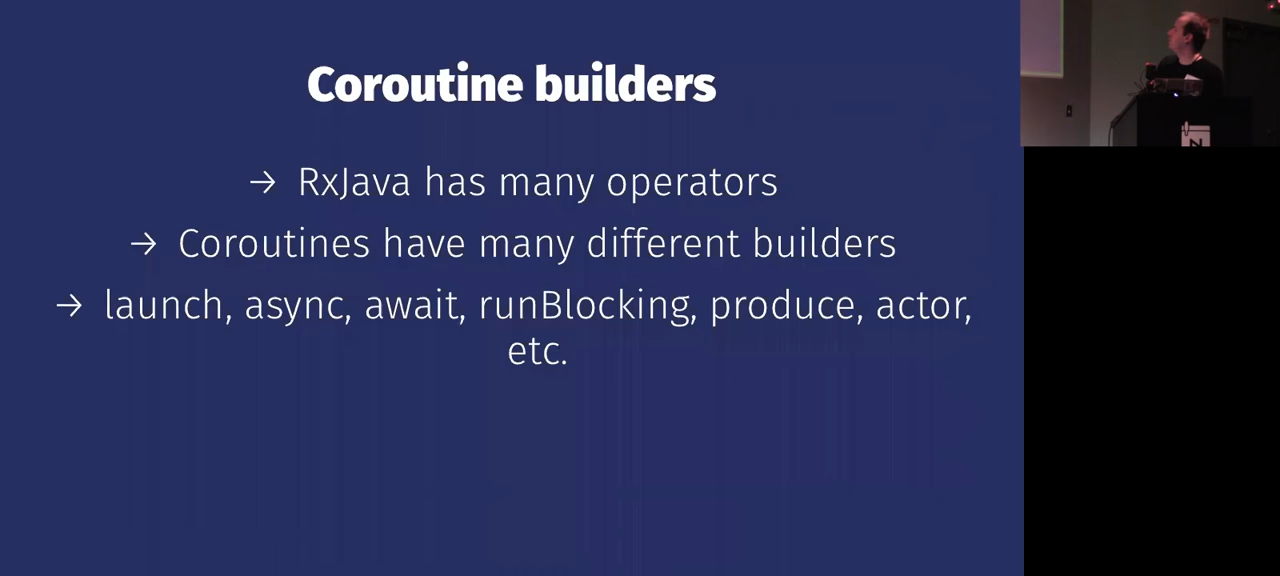 Coroutine builders
→ RxJava has many operators
→ Coroutines have many different builders
→ launch, async, await, runBlocking, produce, actor,
etc.
N